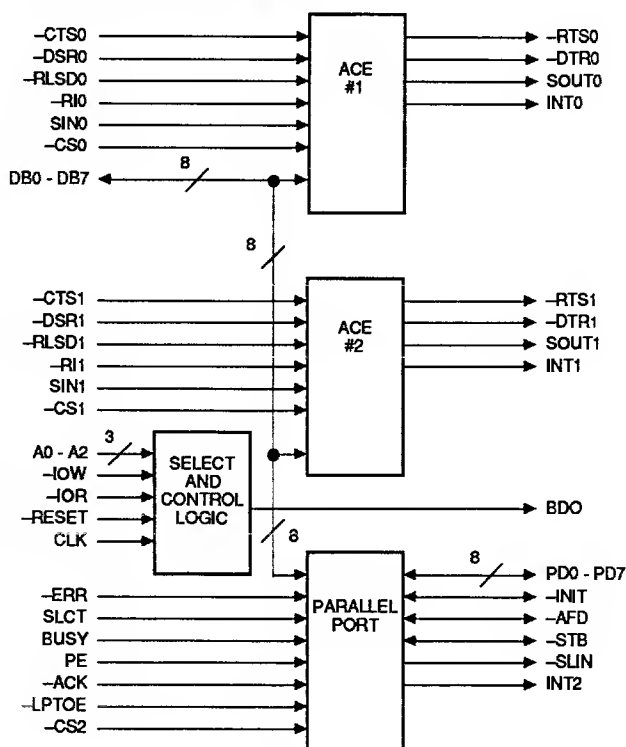 –CTS0
–DSR0
–RLSD0
–RI0
SIN0
–CS0
DB0 - DB7
8
ACE
#1
–RTS0
–DTR0
SOUT0
INT0
8
–CTS1
–DSR1
–RLSD1
–RI1
SIN1
–CS1
ACE
#2
–RTS1
–DTR1
SOUT1
INT1
A0 - A2
3
–IOW
–IOR
–RESET
CLK
SELECT
AND
CONTROL
LOGIC
BDO
8
–ERR
SLCT
BUSY
PE
–ACK
–LPTOE
–CS2
PARALLEL
PORT
8
PD0 - PD7
–INIT
–AFD
–STB
–SLIN
INT2